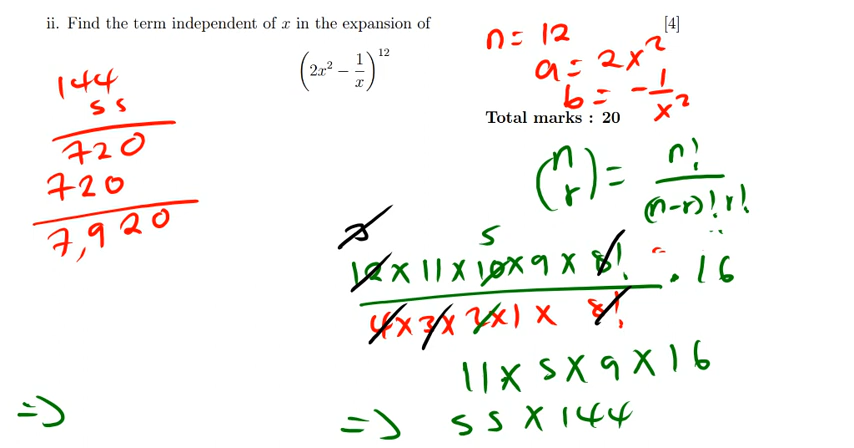 ii. Find the term independent of x in the expansion of [4]
(2x² − 1/x)¹²
n = 12
a = 2x²
b = -1/x²
Total marks : 20
144
55
720
720
7,920
(n r) = n!/(n-r)!r!
5
12 x 11 x 10 x 9 x 8! . 16
4 x 3 x 2 x 1 x 8!
11 x 5 x 9 x 16
=>
=> 55 x 144